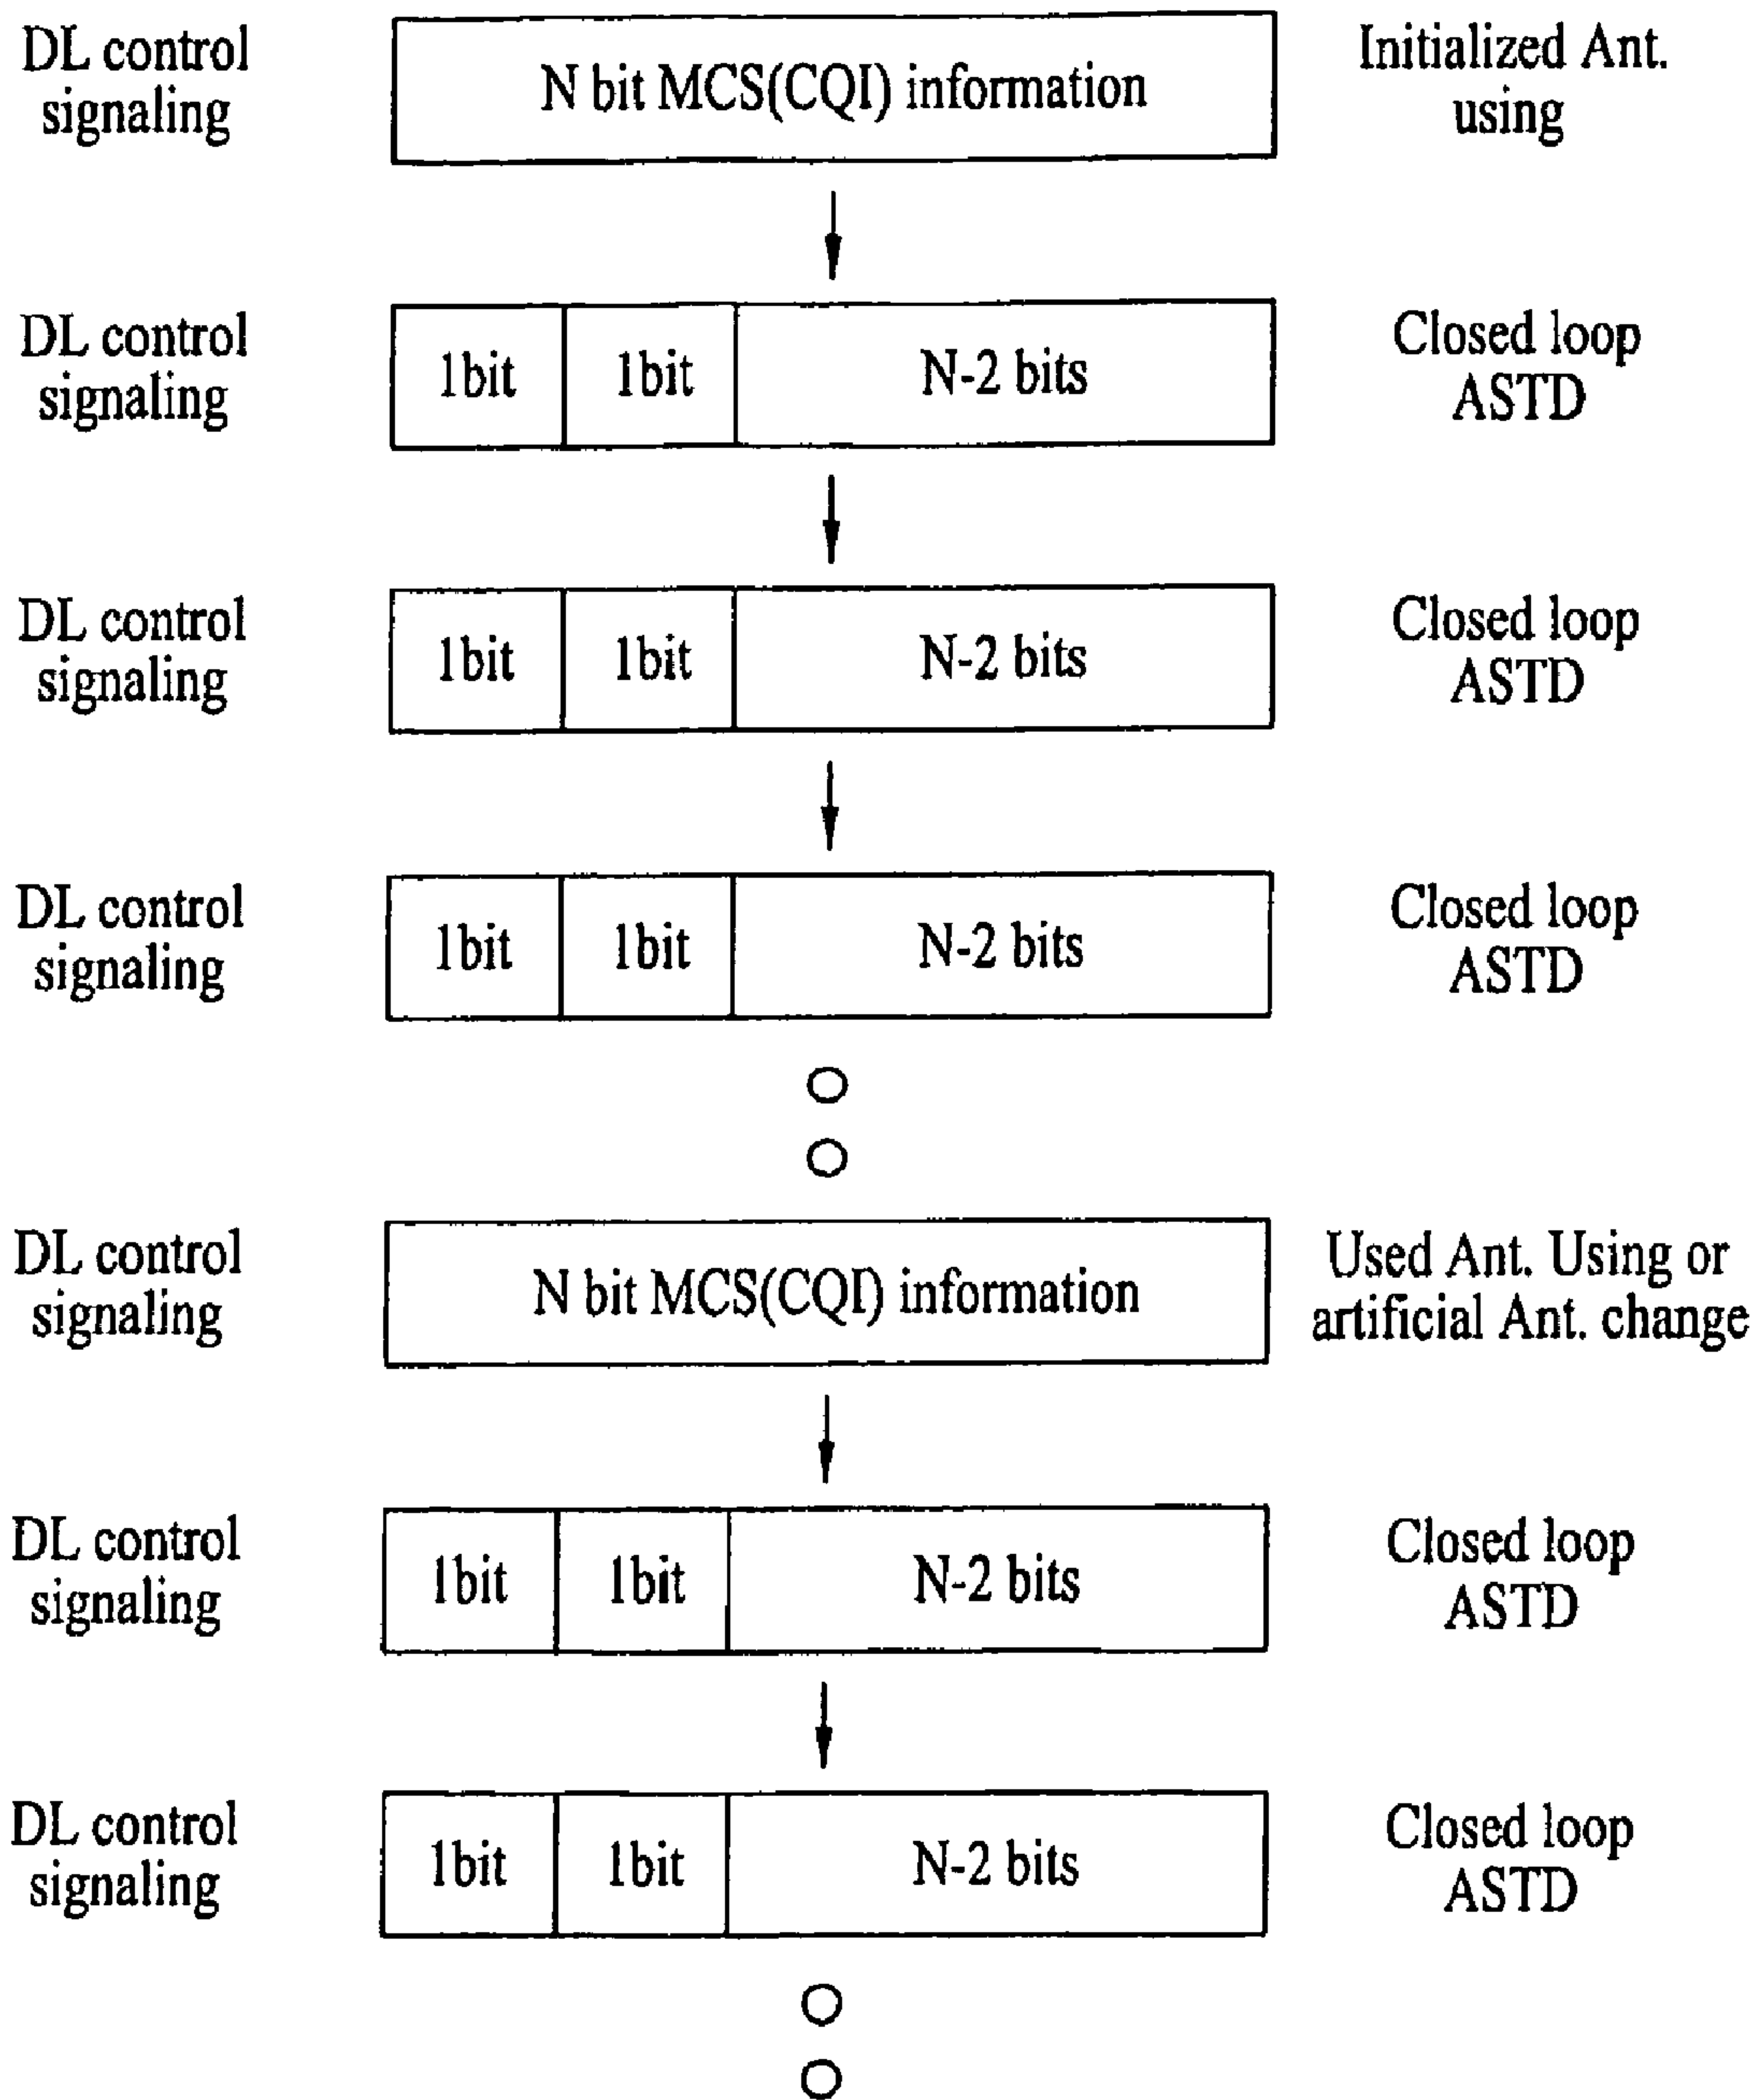 DL control
signaling
N bit MCS(CQI) information
Initialized Ant.
using
DL control
signaling
1bit
1bit
N-2 bits
Closed loop
ASTD
DL control
signaling
1bit
1bit
N-2 bits
Closed loop
ASTD
DL control
signaling
1bit
1bit
N-2 bits
Closed loop
ASTD
DL control
signaling
N bit MCS(CQI) information
Used Ant. Using or
artificial Ant. change
DL control
signaling
1bit
1bit
N-2 bits
Closed loop
ASTD
DL control
signaling
1bit
1bit
N-2 bits
Closed loop
ASTD